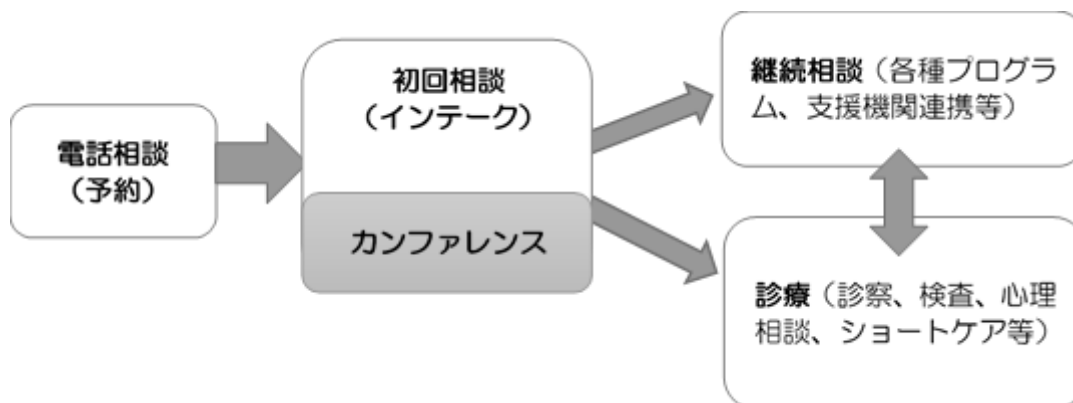 電話相談
（予約）
初回相談
（インテーク）
カンファレンス
継続相談（各種プログラ
ム、支援機関連携等）
診療（診察、検査、心理
相談、ショートケア等）